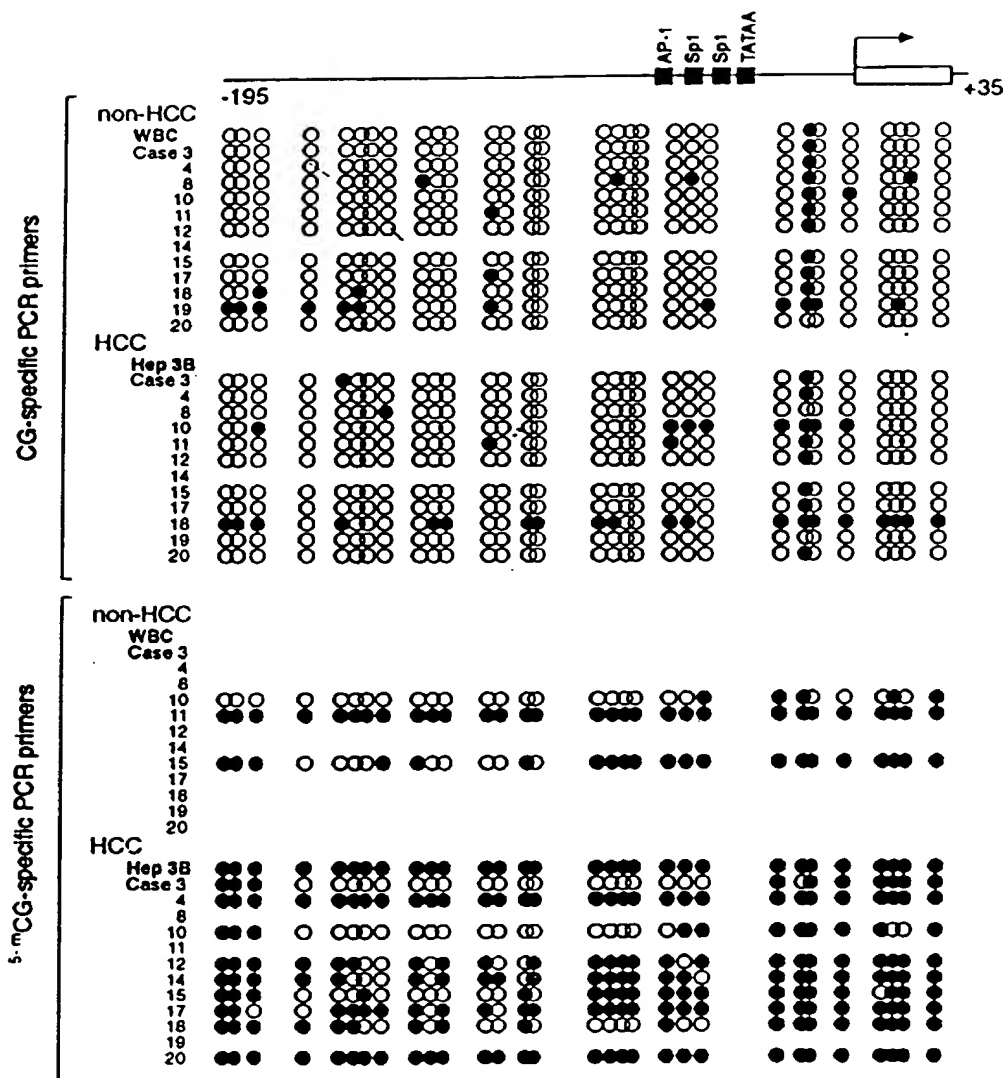 AP-1
Sp1
Sp1
TATAA
-195
+35
CG-specific PCR primers
non-HCC
WBC
Case 3
4
8
10
11
12
14
15
17
18
19
20
HCC
Hep 3B
Case 3
4
8
10
11
12
14
15
17
18
19
20
5-mCG-specific PCR primers
non-HCC
WBC
Case 3
4
8
10
11
12
14
15
17
18
19
20
HCC
Hep 3B
Case 3
4
8
10
11
12
14
15
17
18
19
20